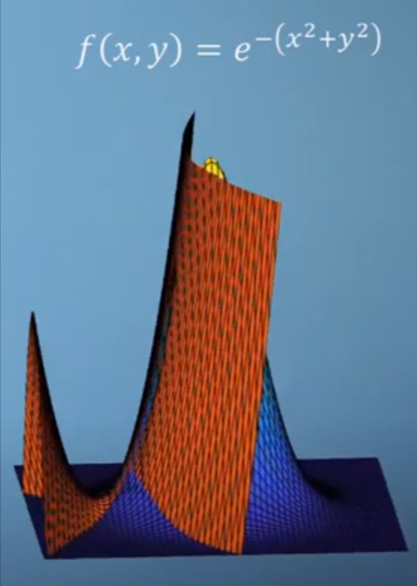 f(x, y) = e^{-(x^2+y^2)}